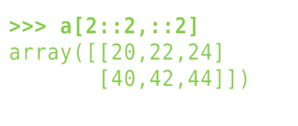 >>> a[2::2,::2]
array([[20,22,24]
       [40,42,44]])